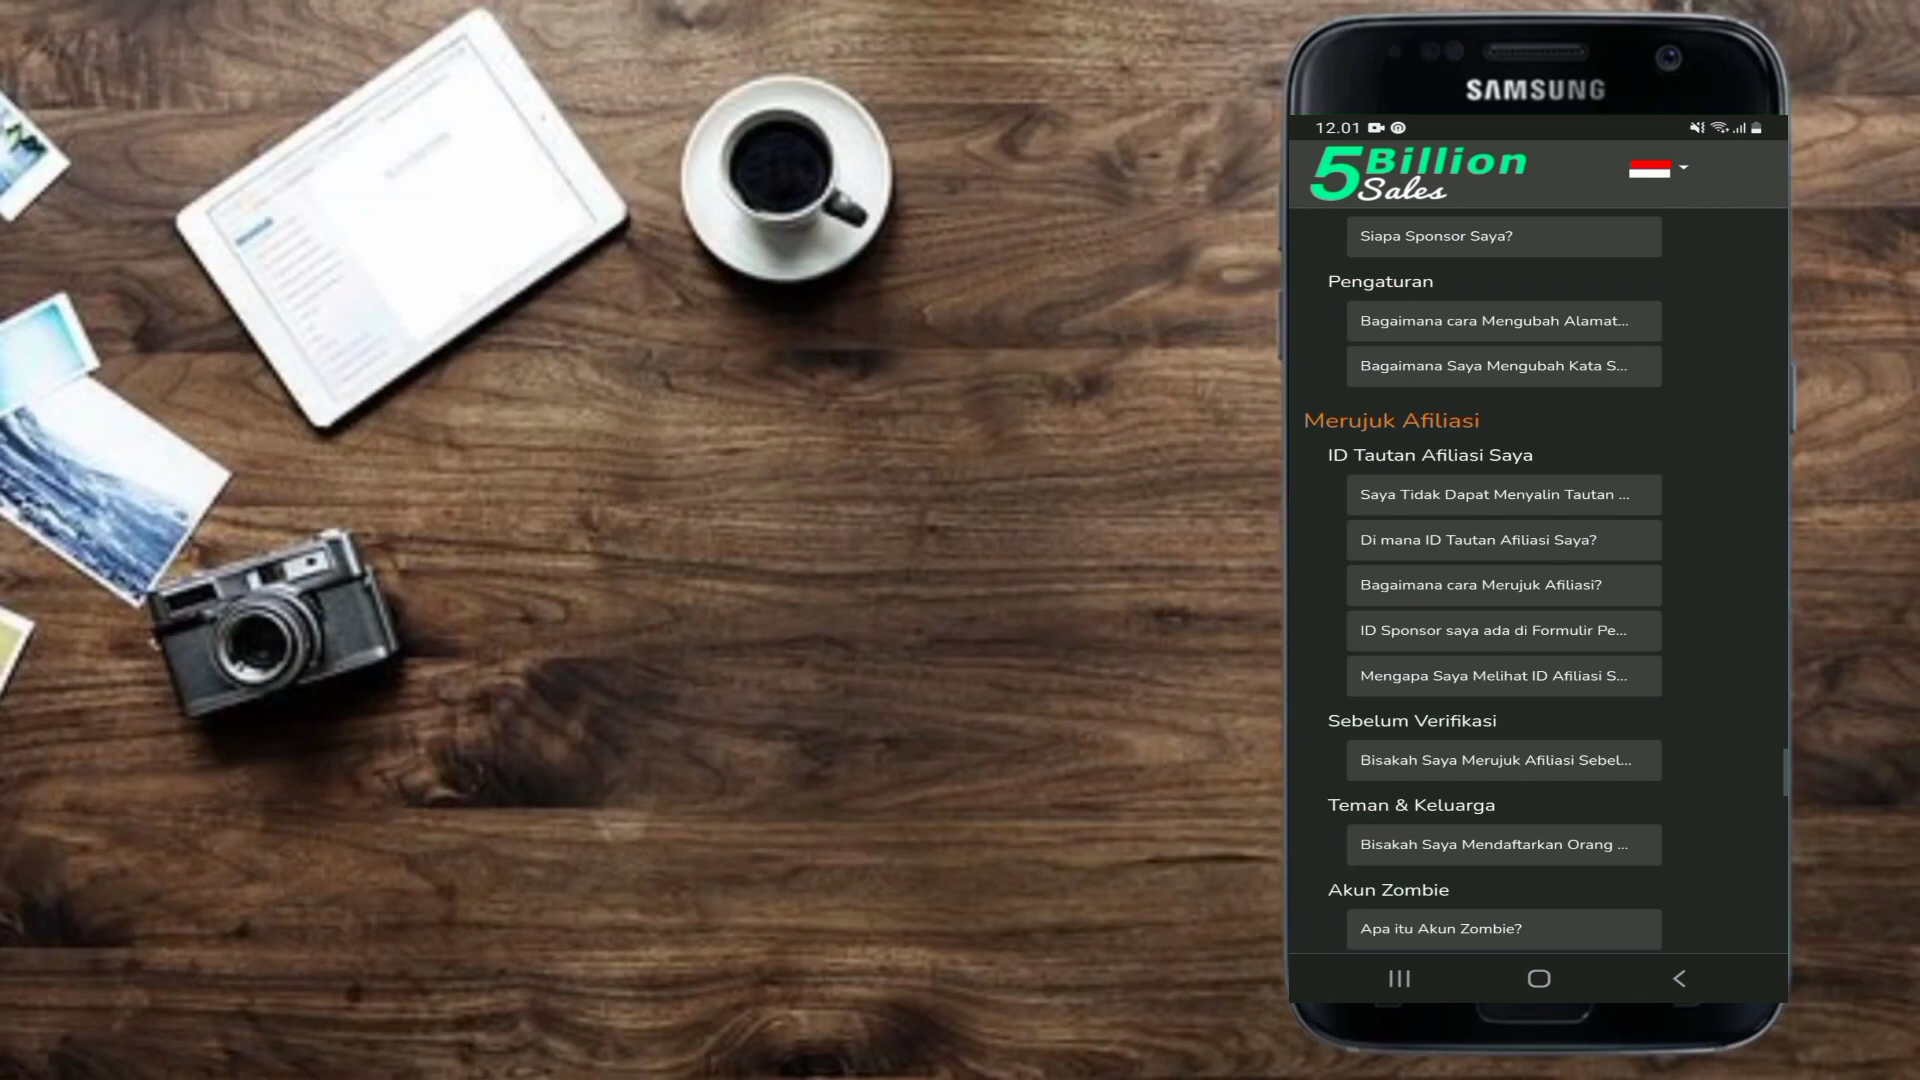 SAMSUNG
12.01
5 Billion
Sales
Siapa Sponsor Saya?
Pengaturan
Bagaimana cara Mengubah Alamat...
Bagaimana Saya Mengubah Kata S...
Merujuk Afiliasi
ID Tautan Afiliasi Saya
Saya Tidak Dapat Menyalin Tautan ...
Di mana ID Tautan Afiliasi Saya?
Bagaimana cara Merujuk Afiliasi?
ID Sponsor saya ada di Formulir Pe...
Mengapa Saya Melihat ID Afiliasi S...
Sebelum Verifikasi
Bisakah Saya Merujuk Afiliasi Sebel...
Teman & Keluarga
Bisakah Saya Mendaftarkan Orang ...
Akun Zombie
Apa itu Akun Zombie?